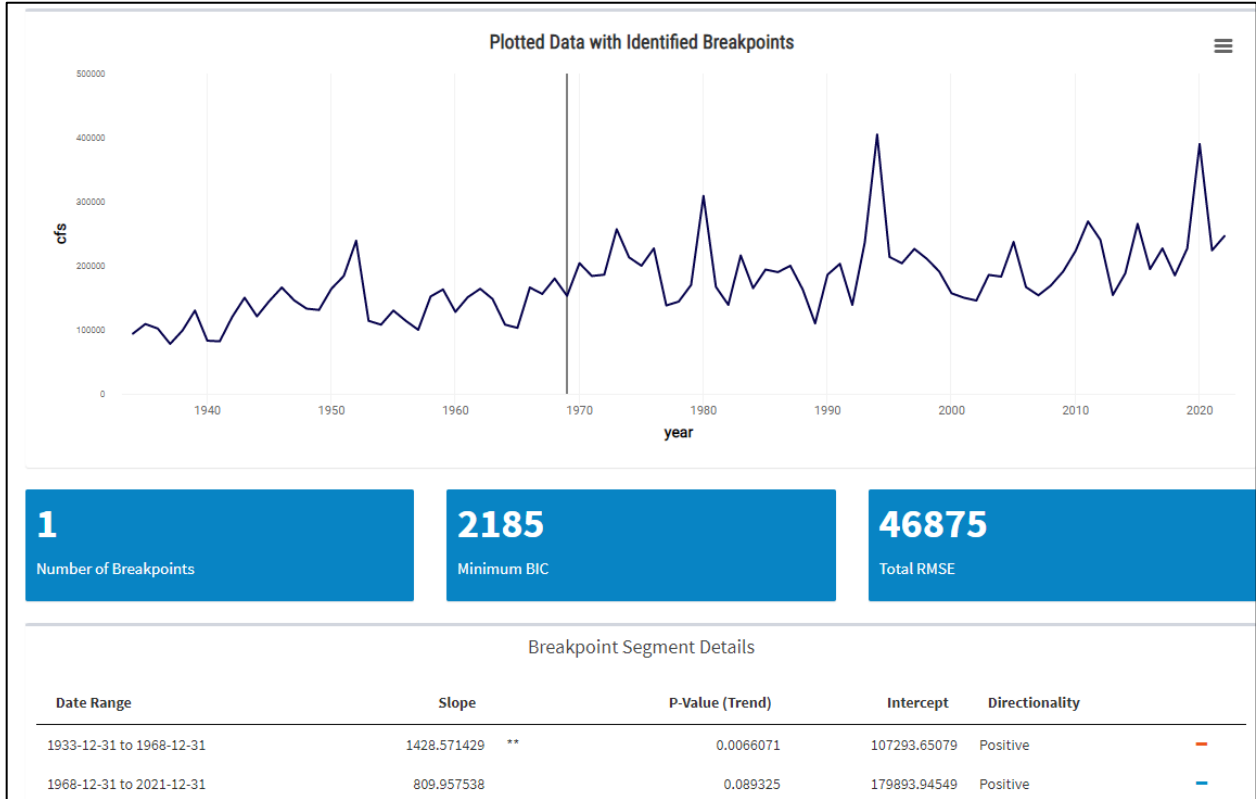 Plotted Data with Identified Breakpoints
500000
400000
300000
200000
100000
0
cfs
1940 1950 1960 1970 1980 1990 2000 2010 2020
year
1 2185 46875
Number of Breakpoints Minimum BIC Total RMSE
Breakpoint Segment Details
Date Range Slope P-Value (Trend) Intercept Directionality
1933-12-31 to 1968-12-31 1428.571429 ** 0.0066071 107293.65079 Positive
1968-12-31 to 2021-12-31 809.957538 0.089325 179893.94549 Positive